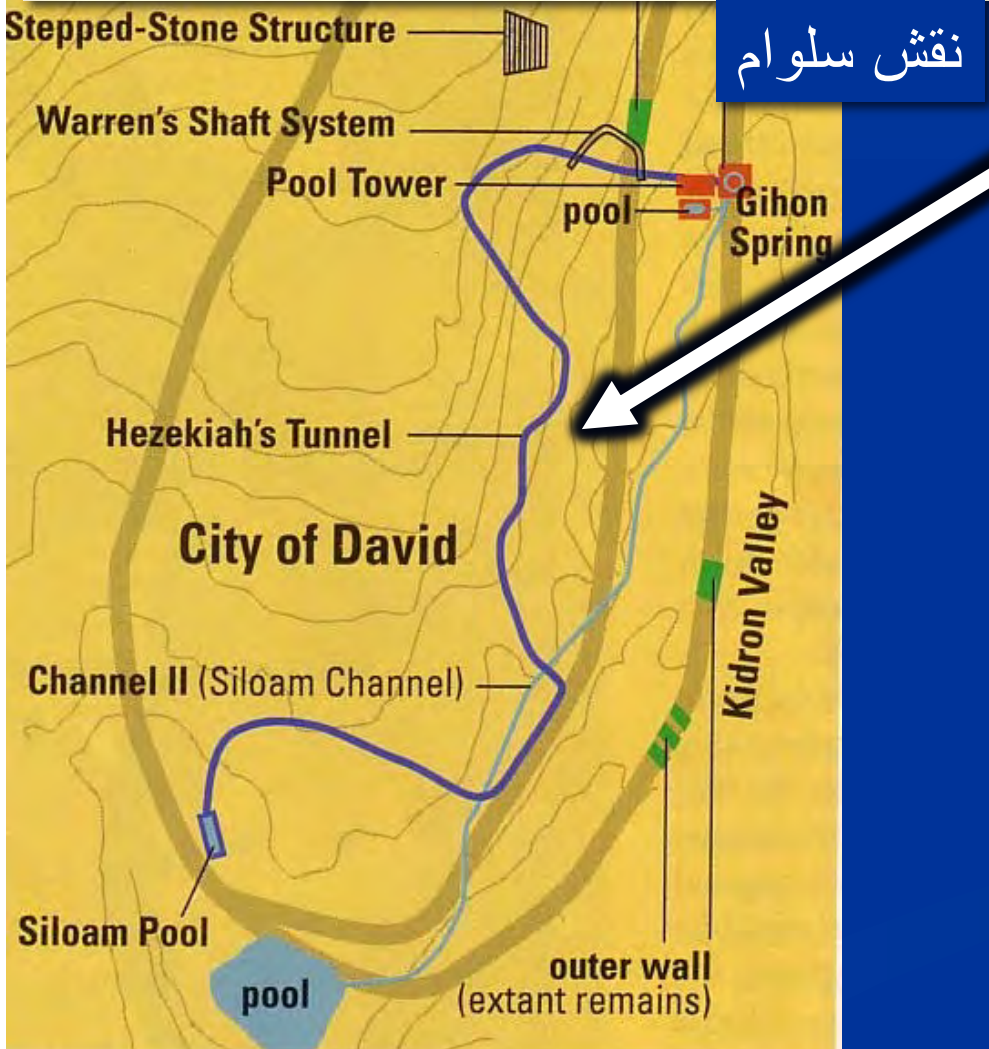 نقش سلوام
Stepped-Stone Structure
Warren's Shaft System
Pool Tower
pool
Gihon
Spring
Hezekiah's Tunnel
City of David
Kidron Valley
Channel II (Siloam Channel)
Siloam Pool
pool
outer wall
(extant remains)